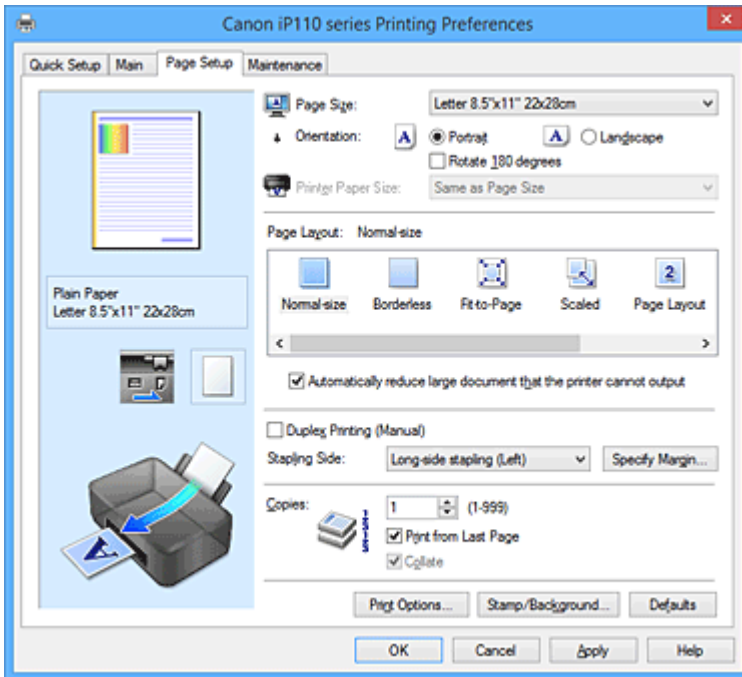 Canon iP110 series Printing Preferences
Quick Setup Main Page Setup Maintenance
Page Size: Letter 8.5"x11" 22x28cm
Orientation: A Portrait A Landscape
Rotate 180 degrees
Printer Paper Size: Same as Page Size
Page Layout: Normal-size
2
Normal-size Borderless Fit-to-Page Scaled Page Layout
Plain Paper
Letter 8.5"x11" 22x28cm
Automatically reduce large document that the printer cannot output
Duplex Printing (Manual)
Stapling Side: Long-side stapling (Left) Specify Margin...
Copies: 1 (1-999)
Print from Last Page
Collate
A
Print Options... Stamp/Background... Defaults
OK Cancel Apply Help